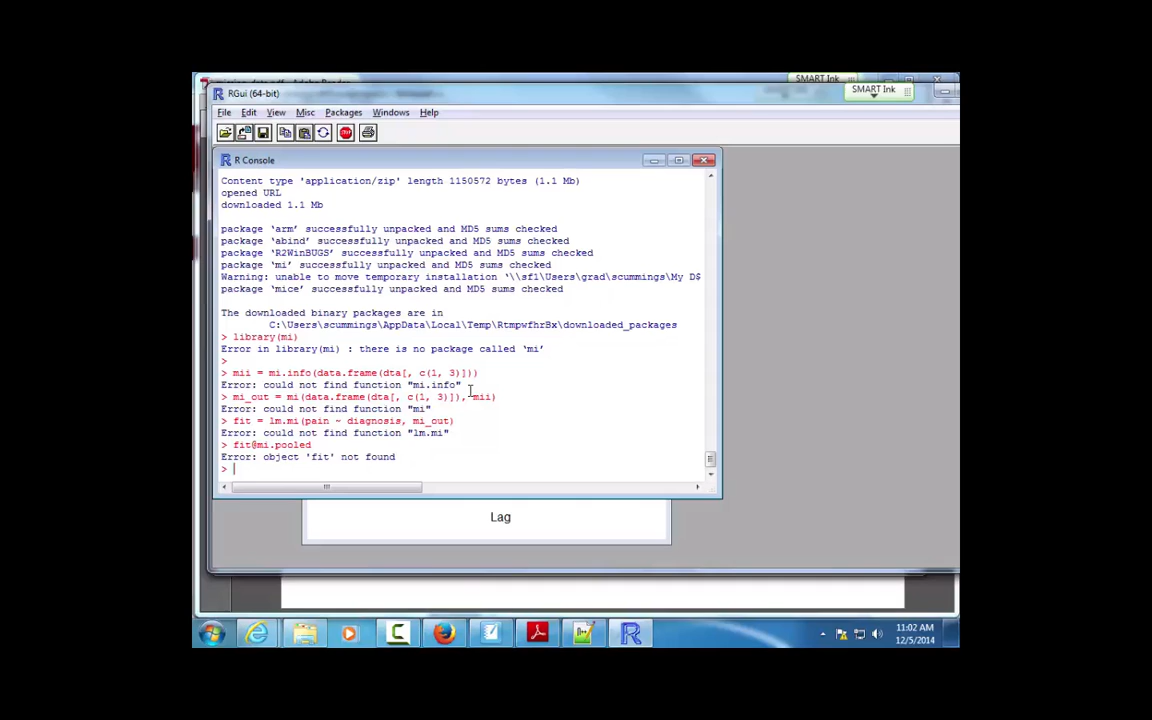 SMART Ink
RGui (64-bit)
SMART Ink
File Edit View Misc Packages Windows Help
STOP
R Console
Content type 'application/zip' length 1150572 bytes (1.1 Mb)
opened URL
downloaded 1.1 Mb
package ‘arm’ successfully unpacked and MD5 sums checked
package ‘abind’ successfully unpacked and MD5 sums checked
package ‘R2WinBUGS’ successfully unpacked and MD5 sums checked
package ‘mi’ successfully unpacked and MD5 sums checked
Warning: unable to move temporary installation ‘\\sf1\Users\grad\scummings\My D$
package ‘mice’ successfully unpacked and MD5 sums checked
The downloaded binary packages are in
C:\Users\scummings\AppData\Local\Temp\RtmpwfhrBx\downloaded_packages
> library(mi)
Error in library(mi) : there is no package called ‘mi’
>
> mii = mi.info(data.frame(dta[, c(1, 3)]))
Error: could not find function "mi.info"
> mi_out = mi(data.frame(dta[, c(1, 3)]), mii)
Error: could not find function "mi"
> fit = lm.mi(pain ~ diagnosis, mi_out)
Error: could not find function "lm.mi"
> fit@mi.pooled
Error: object 'fit' not found
>
Lag
11:02 AM
12/5/2014